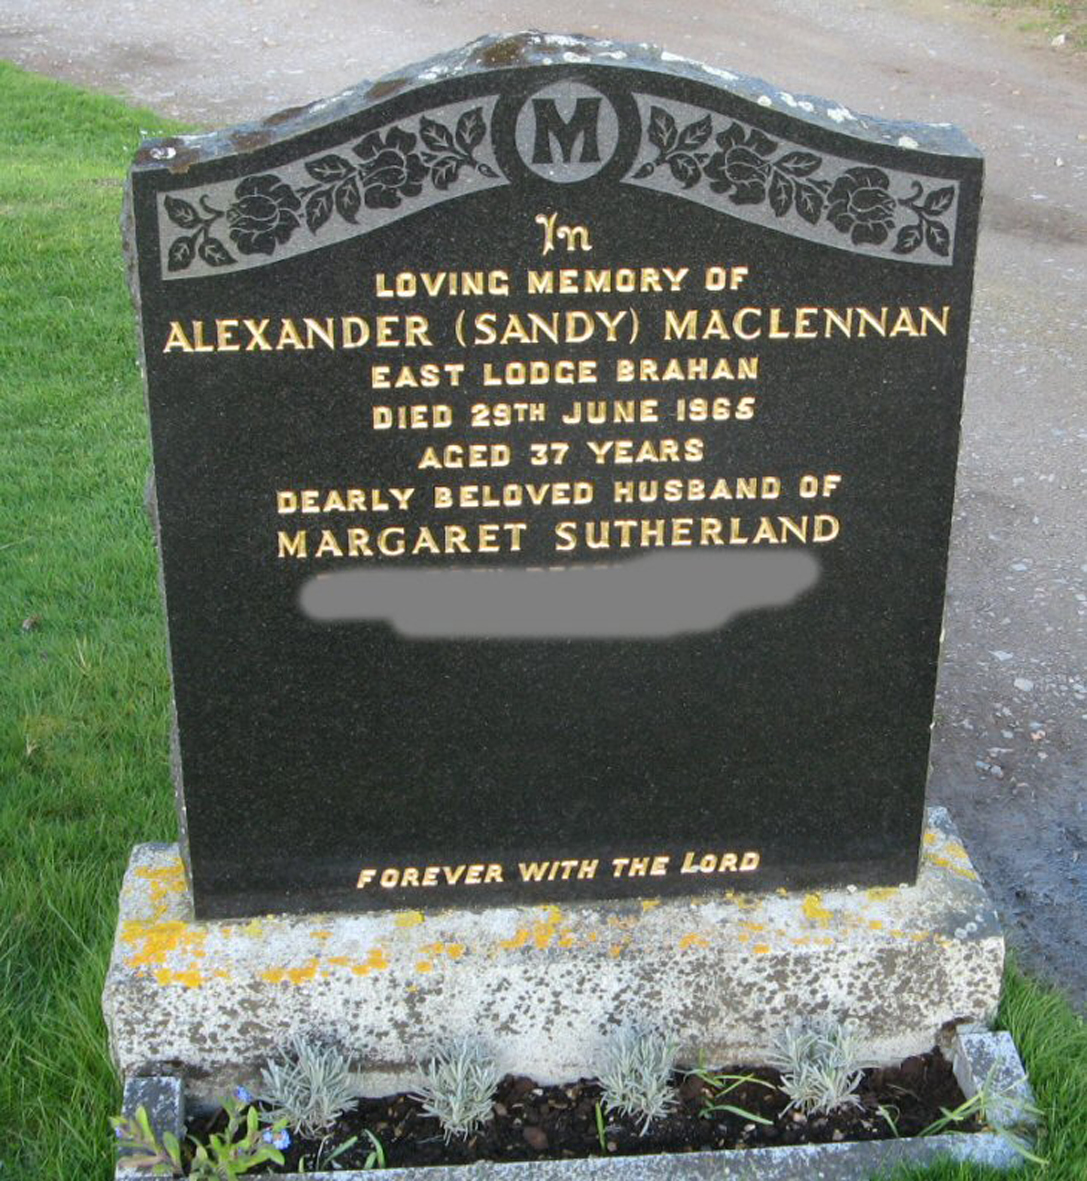 M
In
LOVING MEMORY OF
ALEXANDER (SANDY) MACLENNAN
EAST LODGE BRAHAN
DIED 29TH JUNE 1965
AGED 37 YEARS
DEARLY BELOVED HUSBAND OF
MARGARET SUTHERLAND
FOREVER WITH THE LORD